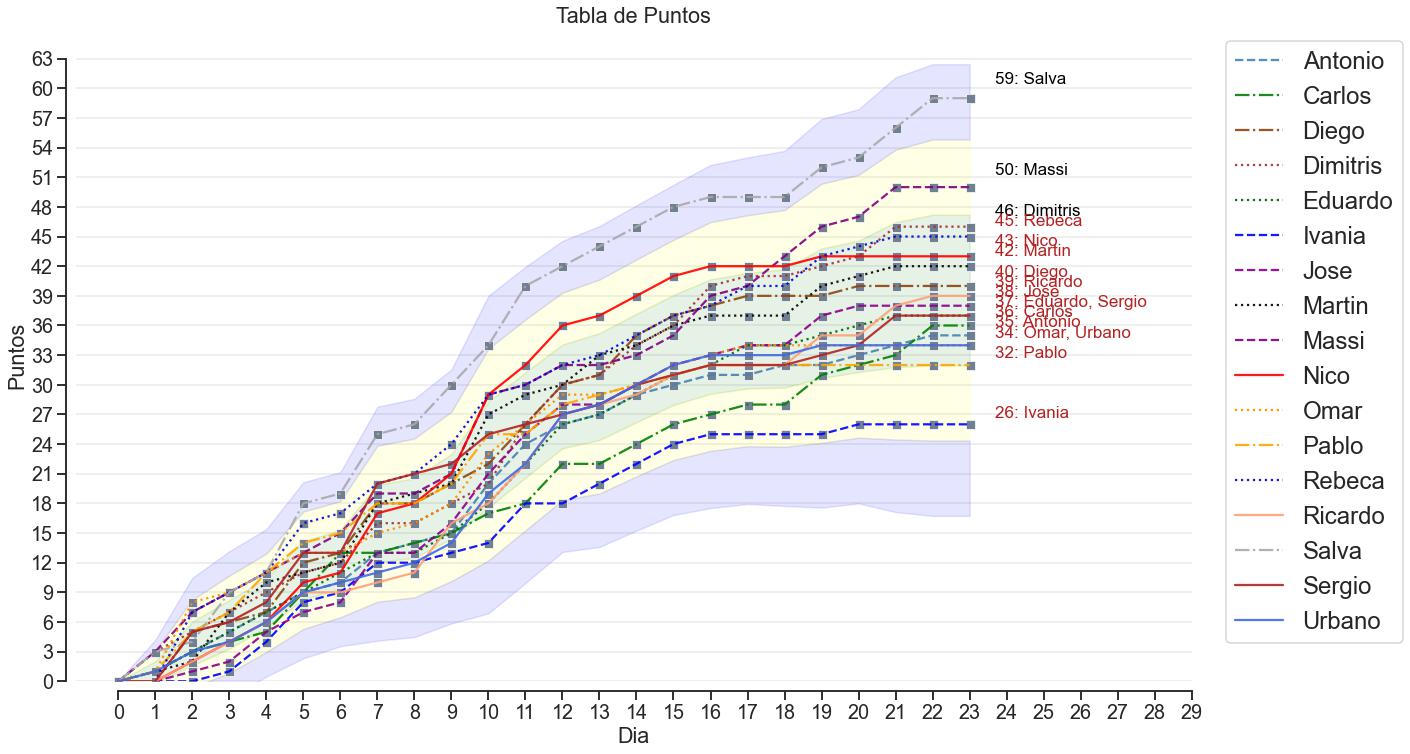 Tabla de Puntos
63
60
57
54
51
48
45
42
39
36
33
30
27
24
21
18
15
12
9
6
3
0
Puntos
59: Salva
50: Massi
46: Dimitris
45: Rebeca
43: Nico
42: Martin
40: Diego
39: Ricardo
38: Jose
37: Eduardo, Sergio
36: Carlos
35: Antonio
34: Omar, Urbano
32: Pablo
26: Ivania
0 1 2 3 4 5 6 7 8 9 10 11 12 13 14 15 16 17 18 19 20 21 22 23 24 25 26 27 28 29
Dia
Antonio
Carlos
Diego
Dimitris
Eduardo
Ivania
Jose
Martin
Massi
Nico
Omar
Pablo
Rebeca
Ricardo
Salva
Sergio
Urbano